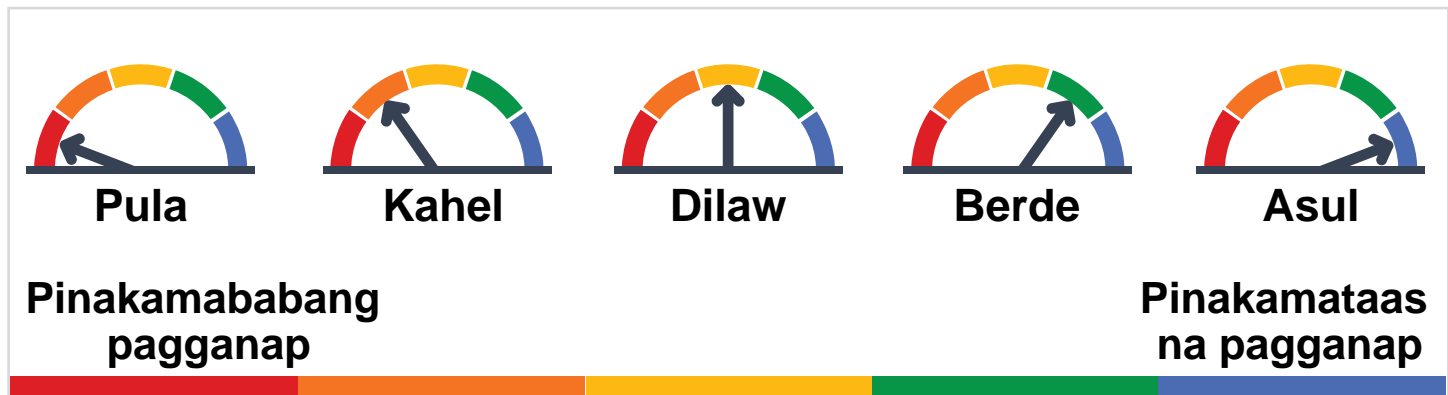 Pula
Kahel
Dilaw
Berde
Asul
Pinakamababang
pagganap
Pinakamataas
na pagganap